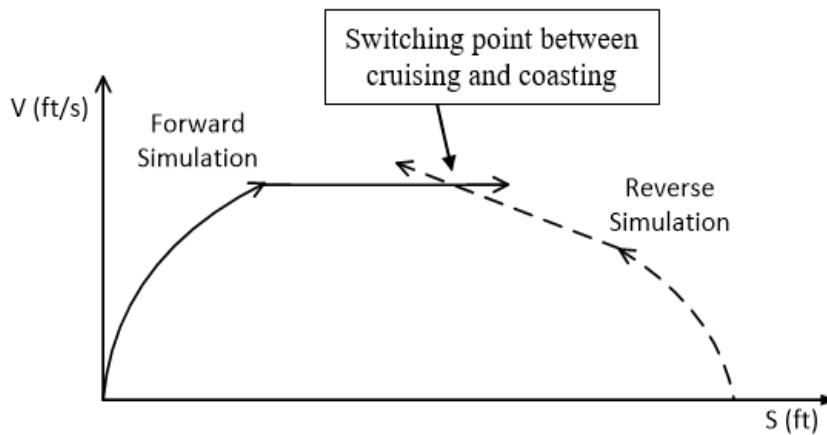 Switching point between
cruising and coasting
V (ft/s)
Forward
Simulation
Reverse
Simulation
S (ft)